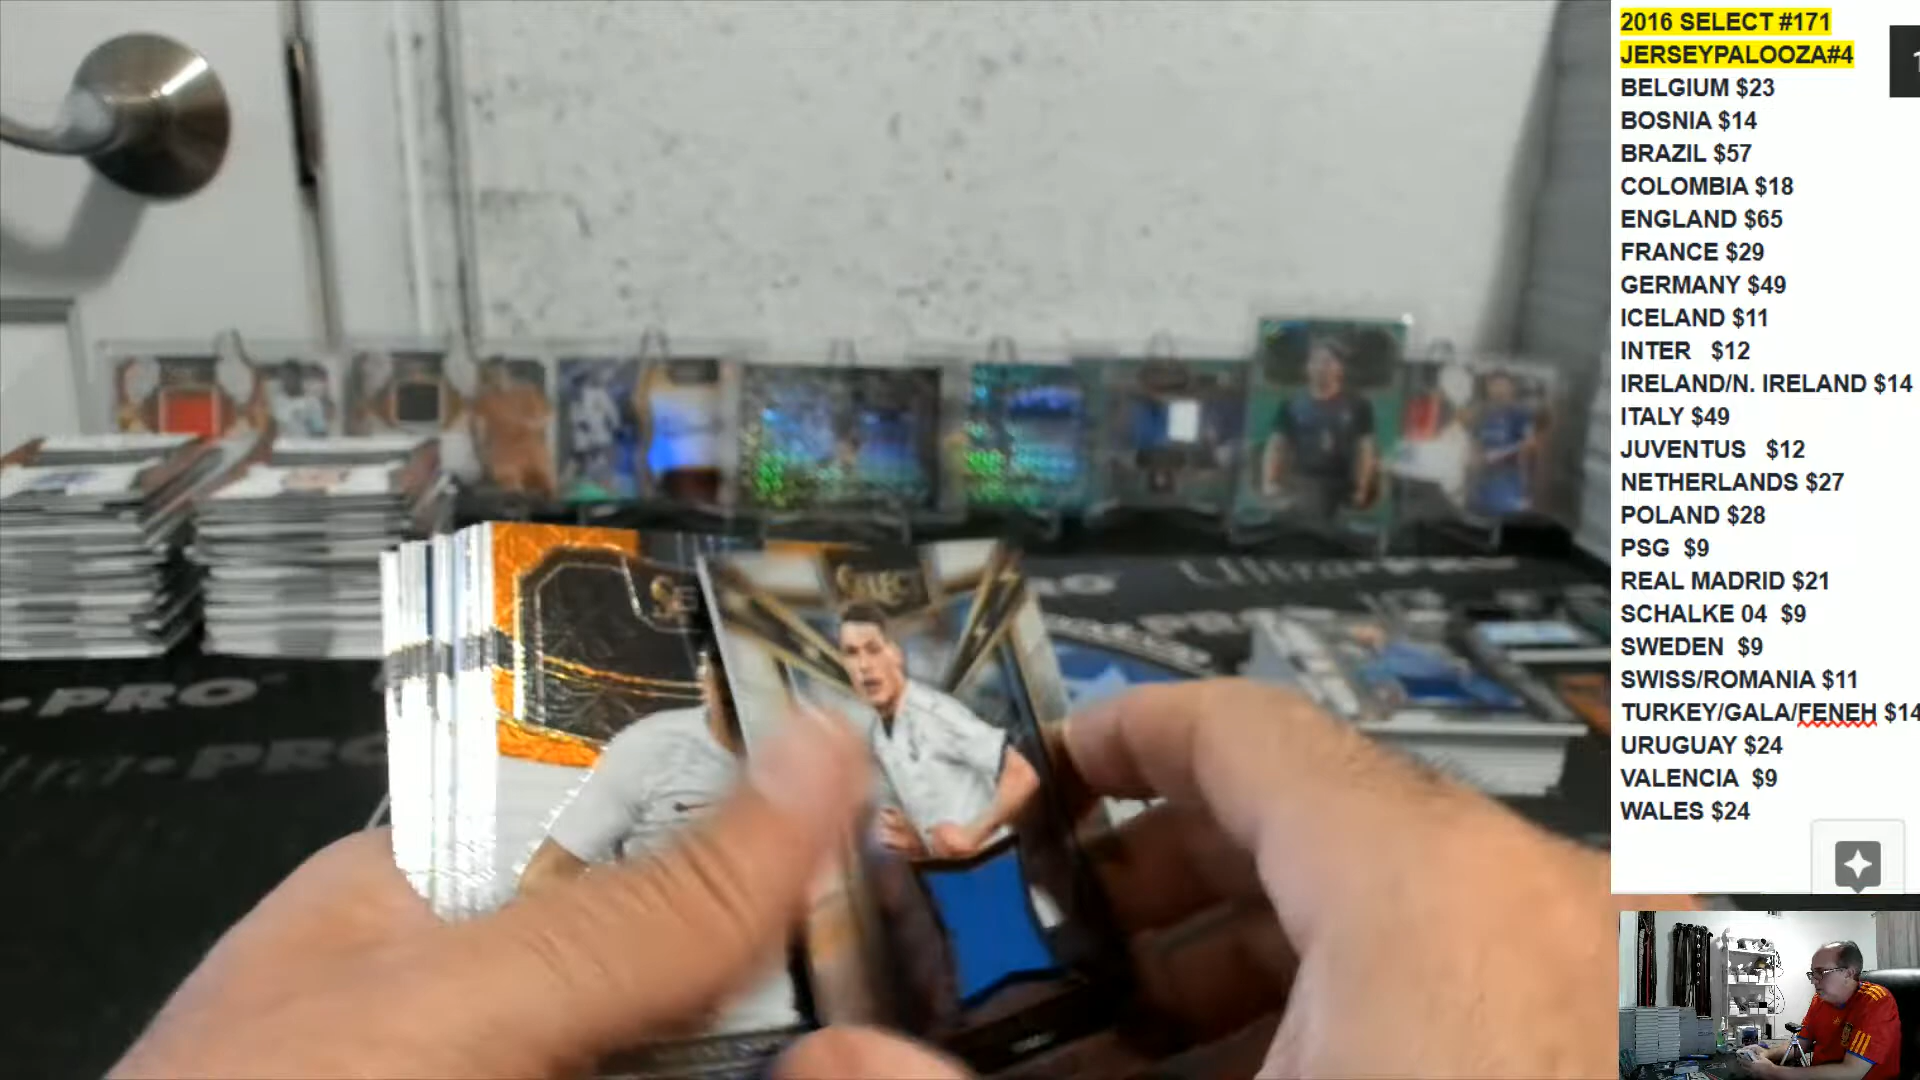 2016 SELECT #171
JERSEYPALOOZA#4
BELGIUM $23
BOSNIA $14
BRAZIL $57
COLOMBIA $18
ENGLAND $65
FRANCE $29
GERMANY $49
ICELAND $11
INTER $12
IRELAND/N. IRELAND $14
ITALY $49
JUVENTUS $12
NETHERLANDS $27
POLAND $28
PSG $9
REAL MADRID $21
SCHALKE 04 $9
SWEDEN $9
SWISS/ROMANIA $11
TURKEY/GALA/FENEH $14
URUGUAY $24
VALENCIA $9
WALES $24
SELECT
SE
PRO
Ultra